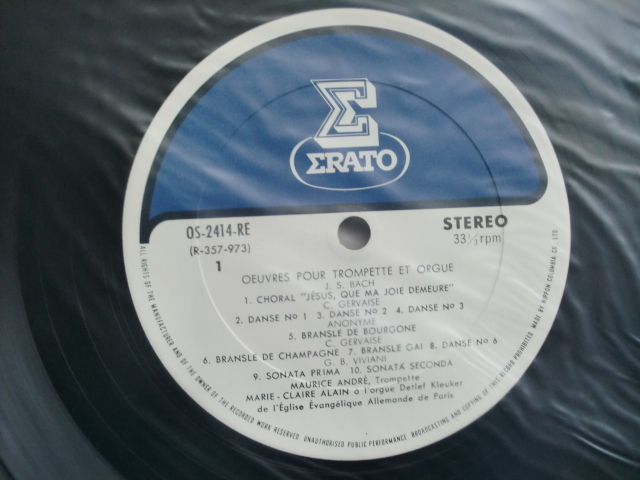 Σ
ΣRATO
OS-2414-RE
STEREO
(R-357-973)
33⅓rpm
1
OEUVRES POUR TROMPETTE ET ORGUE
J. S. BACH
1. CHORAL "JÉSUS, QUE MA JOIE DEMEURE"
C. GERVAISE
2. DANSE No 1 3. DANSE No 2 4. DANSE No 3
ANONYME
5. BRANSLE DE BOURGONE
C. GERVAISE
6. BRANSLE DE CHAMPAGNE 7. BRANSLE GAI 8. DANSE No 6
G. B. VIVIANI
9. SONATA PRIMA 10. SONATA SECONDA
MAURICE ANDRÉ, Trompette
MARIE-CLAIRE ALAIN a l'orgue Detlef Kleuker
de l'Église Évangélique Allemande de Paris
ALL RIGHTS OF THE MANUFACTURER AND OF THE OWNER OF THE RECORDED WORK RESERVED UNAUTHORISED PUBLIC PERFORMANCE, BROADCASTING AND COPYING OF THIS RECORD PROHIBITED MADE BY NIPPON COLUMBIA CO., LTD.